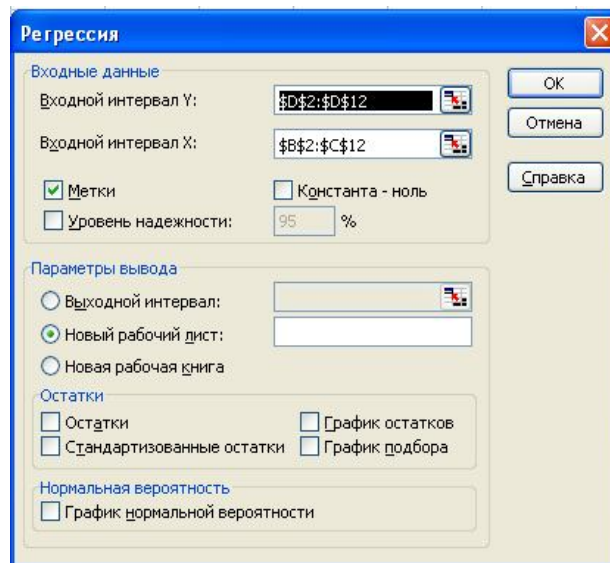 Регрессия
Входные данные
Входной интервал Y: $D$2:$D$12
Входной интервал X: $B$2:$C$12
Метки Константа - ноль
Уровень надежности: 95 %
OK
Отмена
Справка
Параметры вывода
Выходной интервал:
Новый рабочий лист:
Новая рабочая книга
Остатки
Остатки График остатков
Стандартизованные остатки График подбора
Нормальная вероятность
График нормальной вероятности